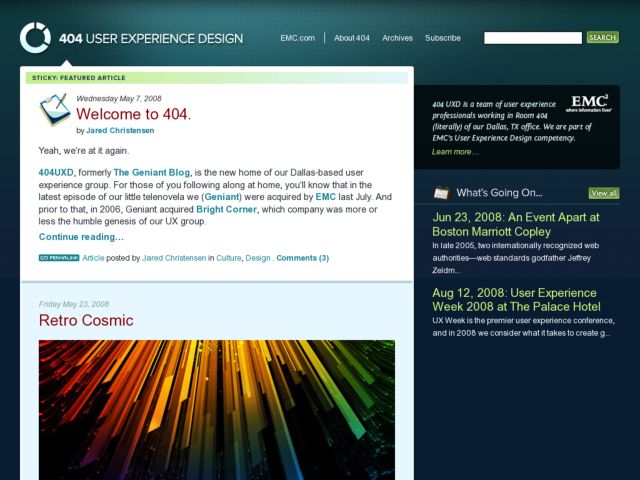 404 USER EXPERIENCE DESIGN
EMC.com
About 404
Archives
Subscribe
SEARCH
STICKY: FEATURED ARTICLE
Wednesday May 7, 2008
Welcome to 404.
by Jared Christensen
Yeah, we're at it again.
404UXD, formerly The Geniant Blog, is the new home of our Dallas-based user
experience group. For those of you following along at home, you'll know that in the
latest episode of our little telenovela we (Geniant) were acquired by EMC last July. And
prior to that, in 2006, Geniant acquired Bright Corner, which company was more or
less the humble genesis of our UX group.
Continue reading…
PERMALINK Article posted by Jared Christensen in Culture, Design . Comments (3)
Friday May 23, 2008
Retro Cosmic
404 UXD is a team of user experience
professionals working in Room 404
(literally) of our Dallas, TX office. We are part of
EMC's User Experience Design competency.
Learn more…
EMC²
where information lives®
What's Going On...
View all
Jun 23, 2008: An Event Apart at
Boston Marriott Copley
In late 2005, two internationally recognized web
authorities—web standards godfather Jeffrey
Zeldm...
Aug 12, 2008: User Experience
Week 2008 at The Palace Hotel
UX Week is the premier user experience conference,
and in 2008 we consider what it takes to create g...